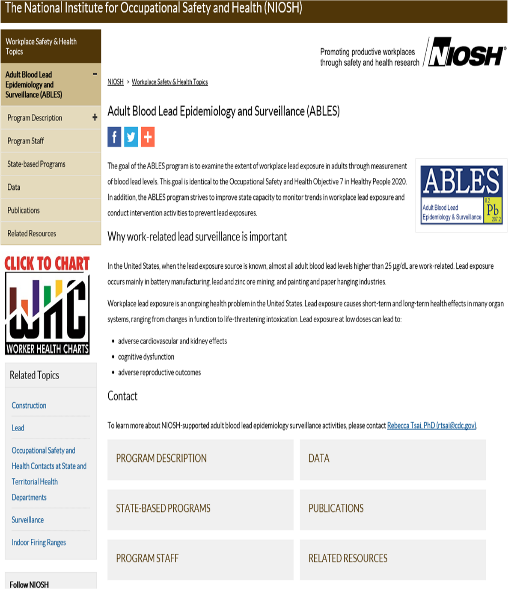 The National Institute for Occupational Safety and Health (NIOSH)
Workplace Safety & Health
Topics
Adult Blood Lead
Epidemiology and
Surveillance (ABLES)
Program Description
Program Staff
State-based Programs
Data
Publications
Related Resources
CLICK TO CHART
WHC
WORKER HEALTH CHARTS
Related Topics
Construction
Lead
Occupational Safety and
Health Contacts at State and
Territorial Health
Departments
Surveillance
Indoor Firing Ranges
Follow NIOSH
Promoting productive workplaces
through safety and health research
NIOSH
NIOSH > Workplace Safety & Health Topics
Adult Blood Lead Epidemiology and Surveillance (ABLES)
The goal of the ABLES program is to examine the extent of workplace lead exposure in adults through measurement
of blood lead levels. This goal is identical to the Occupational Safety and Health Objective 7 in Healthy People 2020.
In addition, the ABLES program strives to improve state capacity to monitor trends in workplace lead exposure and
conduct intervention activities to prevent lead exposures.
ABLES
Adult Blood Lead
Epidemiology & Surveillance
82
Pb
207.2
Why work-related lead surveillance is important
In the United States, when the lead exposure source is known, almost all adult blood lead levels higher than 25 µg/dL are work-related. Lead exposure
occurs mainly in battery manufacturing, lead and zinc ore mining, and painting and paper hanging industries.
Workplace lead exposure is an ongoing health problem in the United States. Lead exposure causes short-term and long-term health effects in many organ
systems, ranging from changes in function to life-threatening intoxication. Lead exposure at low doses can lead to:
• adverse cardiovascular and kidney effects
• cognitive dysfunction
• adverse reproductive outcomes
Contact
To learn more about NIOSH-supported adult blood lead epidemiology surveillance activities, please contact Rebecca Tsai, PhD (rtsai@cdc.gov).
PROGRAM DESCRIPTION
DATA
STATE-BASED PROGRAMS
PUBLICATIONS
PROGRAM STAFF
RELATED RESOURCES